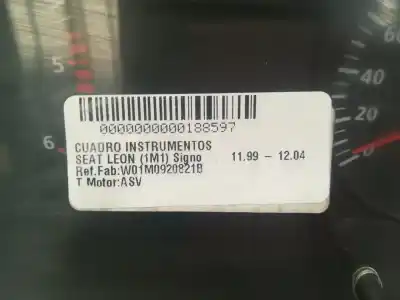 0000000000188597
CUADRO INSTRUMENTOS
SEAT LEON (1M1) Signo 11.99 - 12.04
Ref.Fab:W01M0920821B
T Motor:ASV
5
6
60
40
20
0